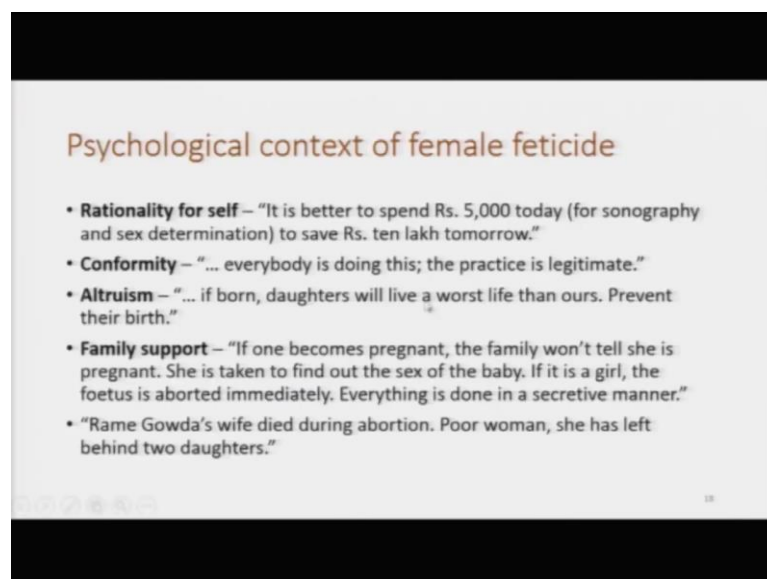 Psychological context of female feticide
• Rationality for self – “It is better to spend Rs. 5,000 today (for sonography
and sex determination) to save Rs. ten lakh tomorrow.”
• Conformity – “... everybody is doing this; the practice is legitimate.”
• Altruism – “... if born, daughters will live a worst life than ours. Prevent
their birth.”
• Family support – “If one becomes pregnant, the family won’t tell she is
pregnant. She is taken to find out the sex of the baby. If it is a girl, the
foetus is aborted immediately. Everything is done in a secretive manner.”
• “Rame Gowda’s wife died during abortion. Poor woman, she has left
behind two daughters.”